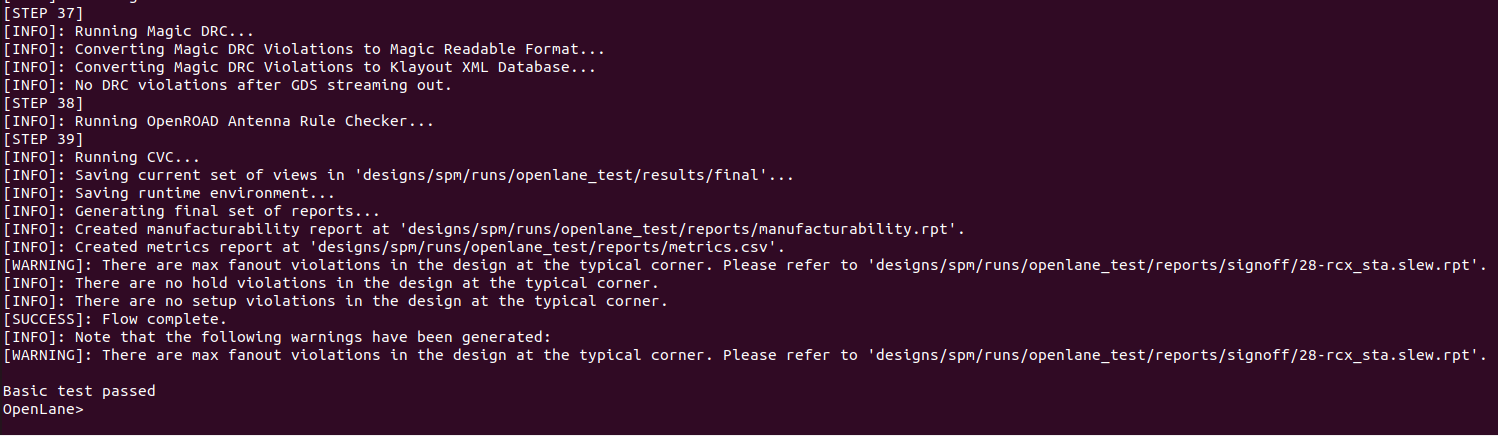 [STEP 37]
[INFO]: Running Magic DRC...
[INFO]: Converting Magic DRC Violations to Magic Readable Format...
[INFO]: Converting Magic DRC Violations to Klayout XML Database...
[INFO]: No DRC violations after GDS streaming out.
[STEP 38]
[INFO]: Running OpenROAD Antenna Rule Checker...
[STEP 39]
[INFO]: Running CVC...
[INFO]: Saving current set of views in 'designs/spm/runs/openlane_test/results/final'...
[INFO]: Saving runtime environment...
[INFO]: Generating final set of reports...
[INFO]: Created manufacturability report at 'designs/spm/runs/openlane_test/reports/manufacturability.rpt'.
[INFO]: Created metrics report at 'designs/spm/runs/openlane_test/reports/metrics.csv'.
[WARNING]: There are max fanout violations in the design at the typical corner. Please refer to 'designs/spm/runs/openlane_test/reports/signoff/28-rcx_sta.slew.rpt'.
[INFO]: There are no hold violations in the design at the typical corner.
[INFO]: There are no setup violations in the design at the typical corner.
[SUCCESS]: Flow complete.
[INFO]: Note that the following warnings have been generated:
[WARNING]: There are max fanout violations in the design at the typical corner. Please refer to 'designs/spm/runs/openlane_test/reports/signoff/28-rcx_sta.slew.rpt'.
Basic test passed
OpenLane>